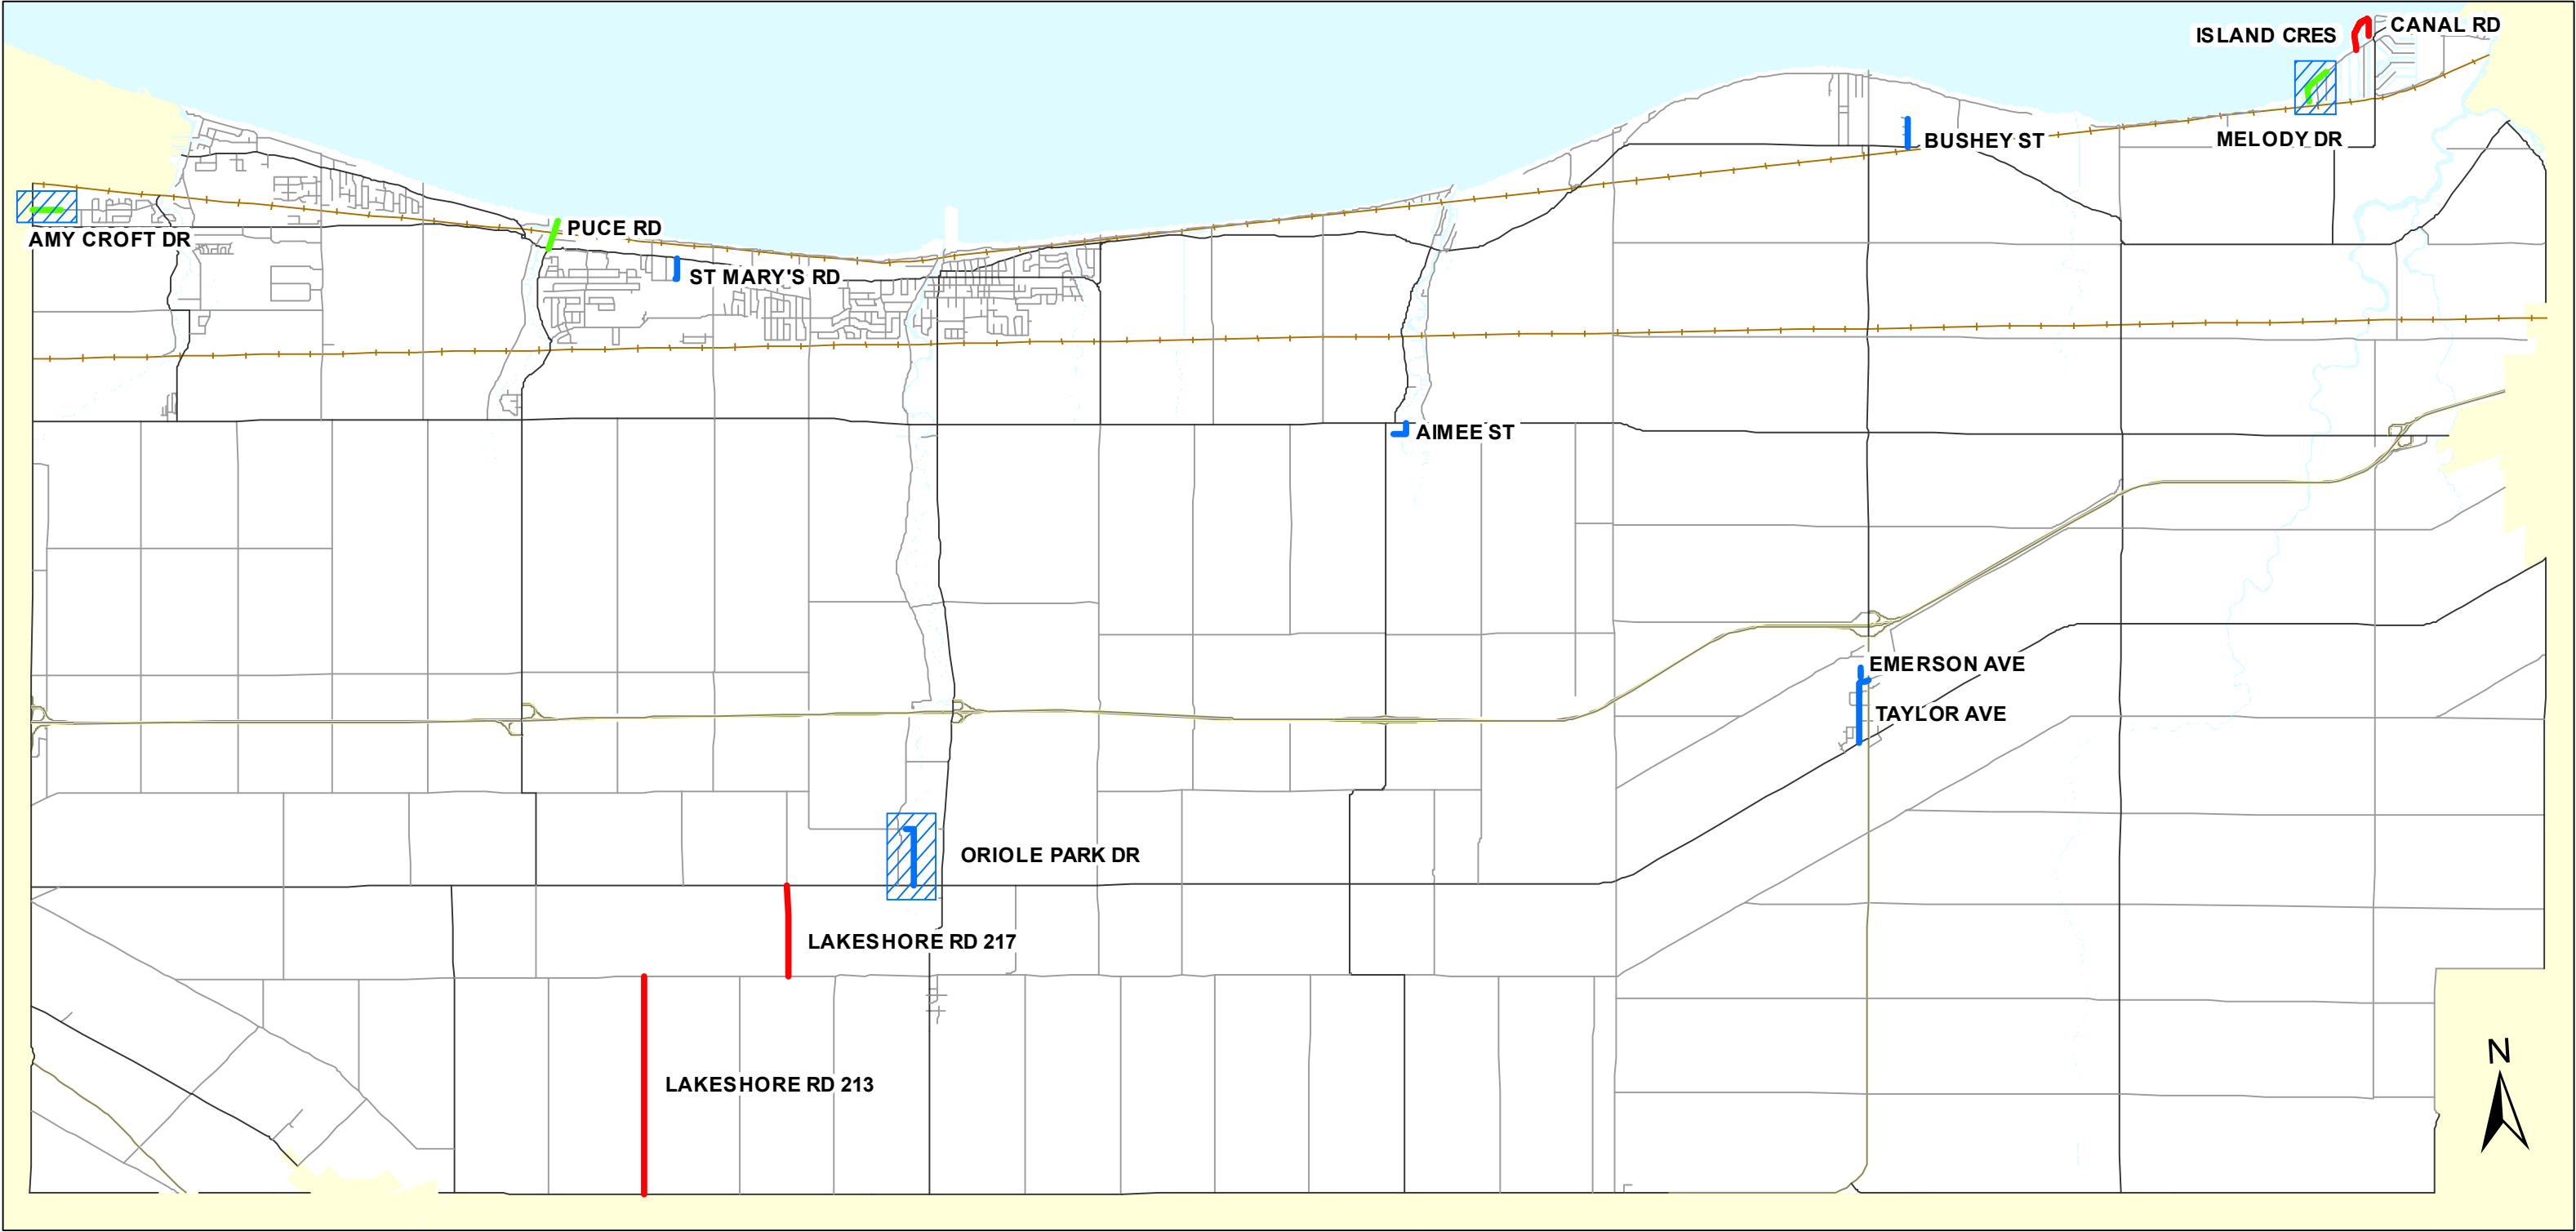 CANAL RD
ISLAND CRES
BUSHEY ST
MELODY DR
PUCE RD
AMY CROFT DR
ST MARY'S RD
AIMEE ST
EMERSON AVE
TAYLOR AVE
ORIOLE PARK DR
LAKESHORE RD 217
N
LAKESHORE RD 213